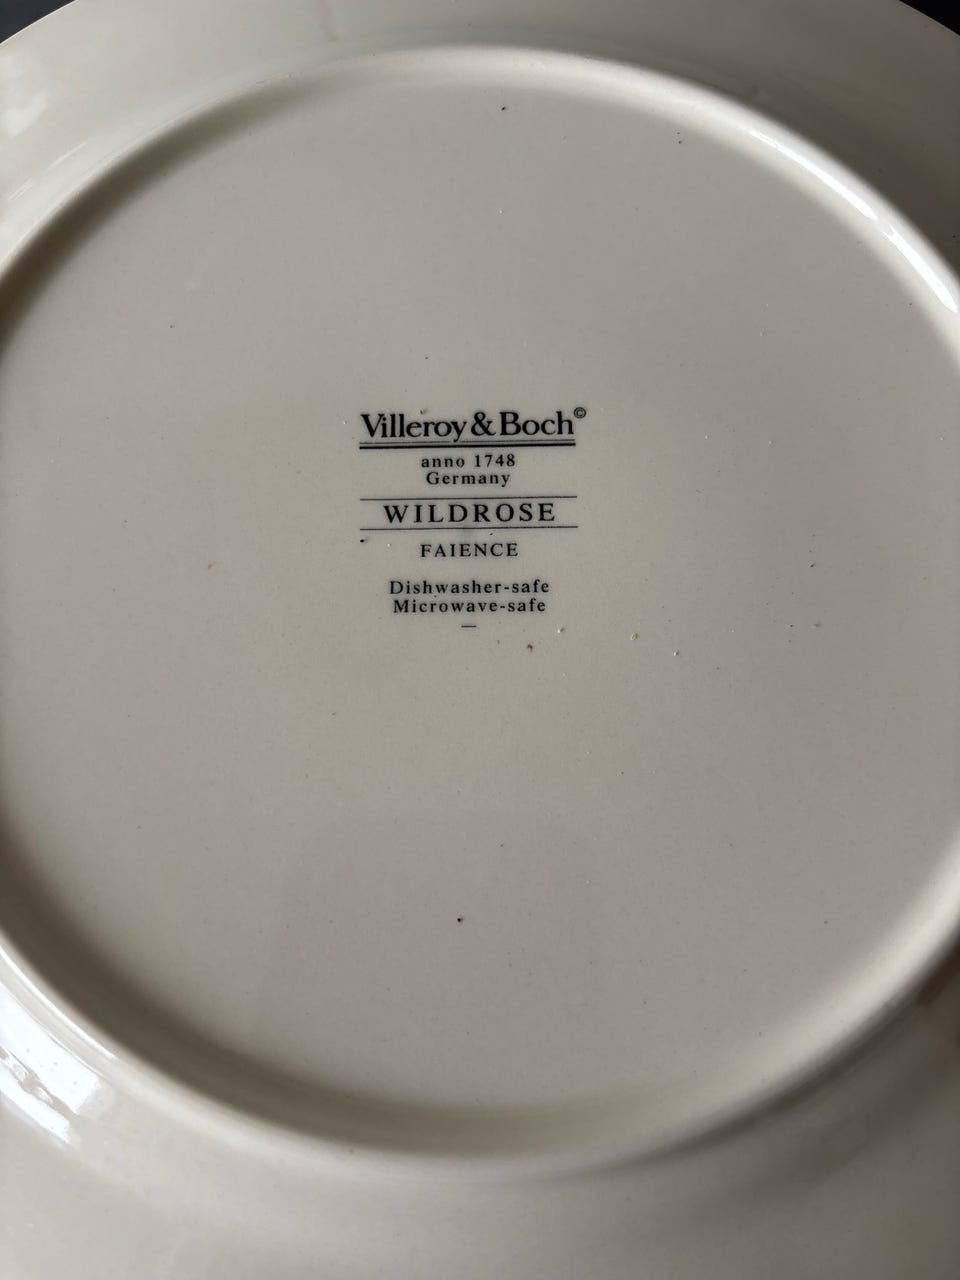 Villeroy & Boch©
anno 1748
Germany
WILDROSE
FAIENCE
Dishwasher-safe
Microwave-safe